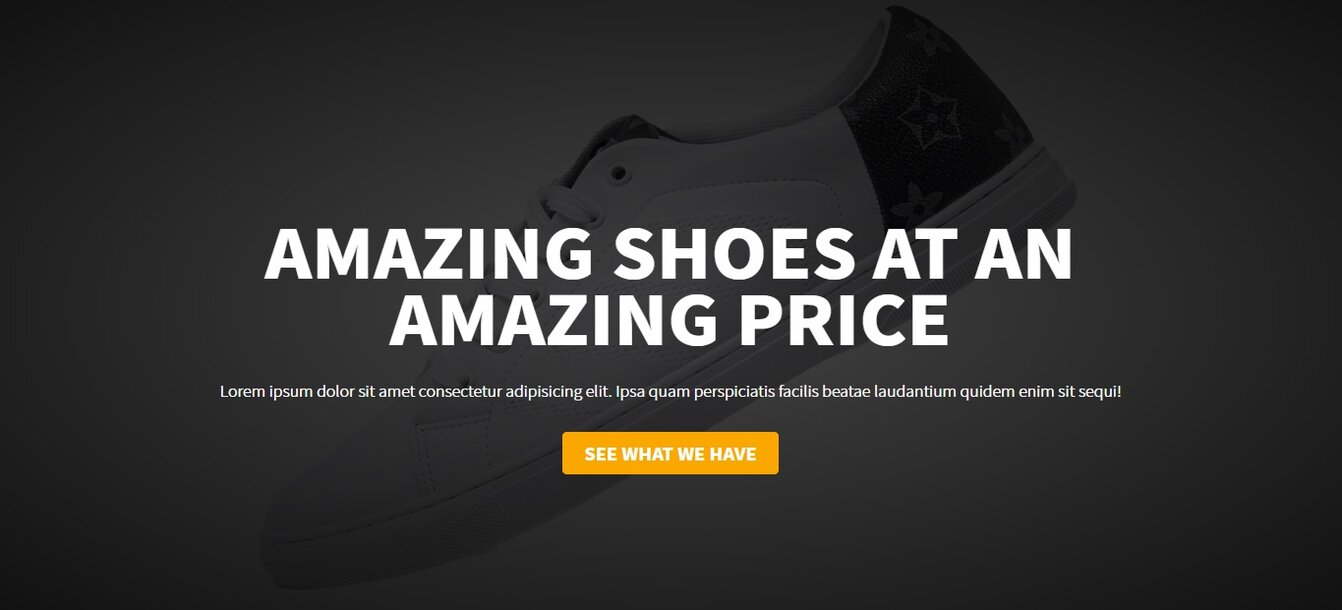 AMAZING SHOES AT AN
AMAZING PRICE
Lorem ipsum dolor sit amet consectetur adipisicing elit. Ipsa quam perspiciatis facilis beatae laudantium quidem enim sit sequi!
SEE WHAT WE HAVE